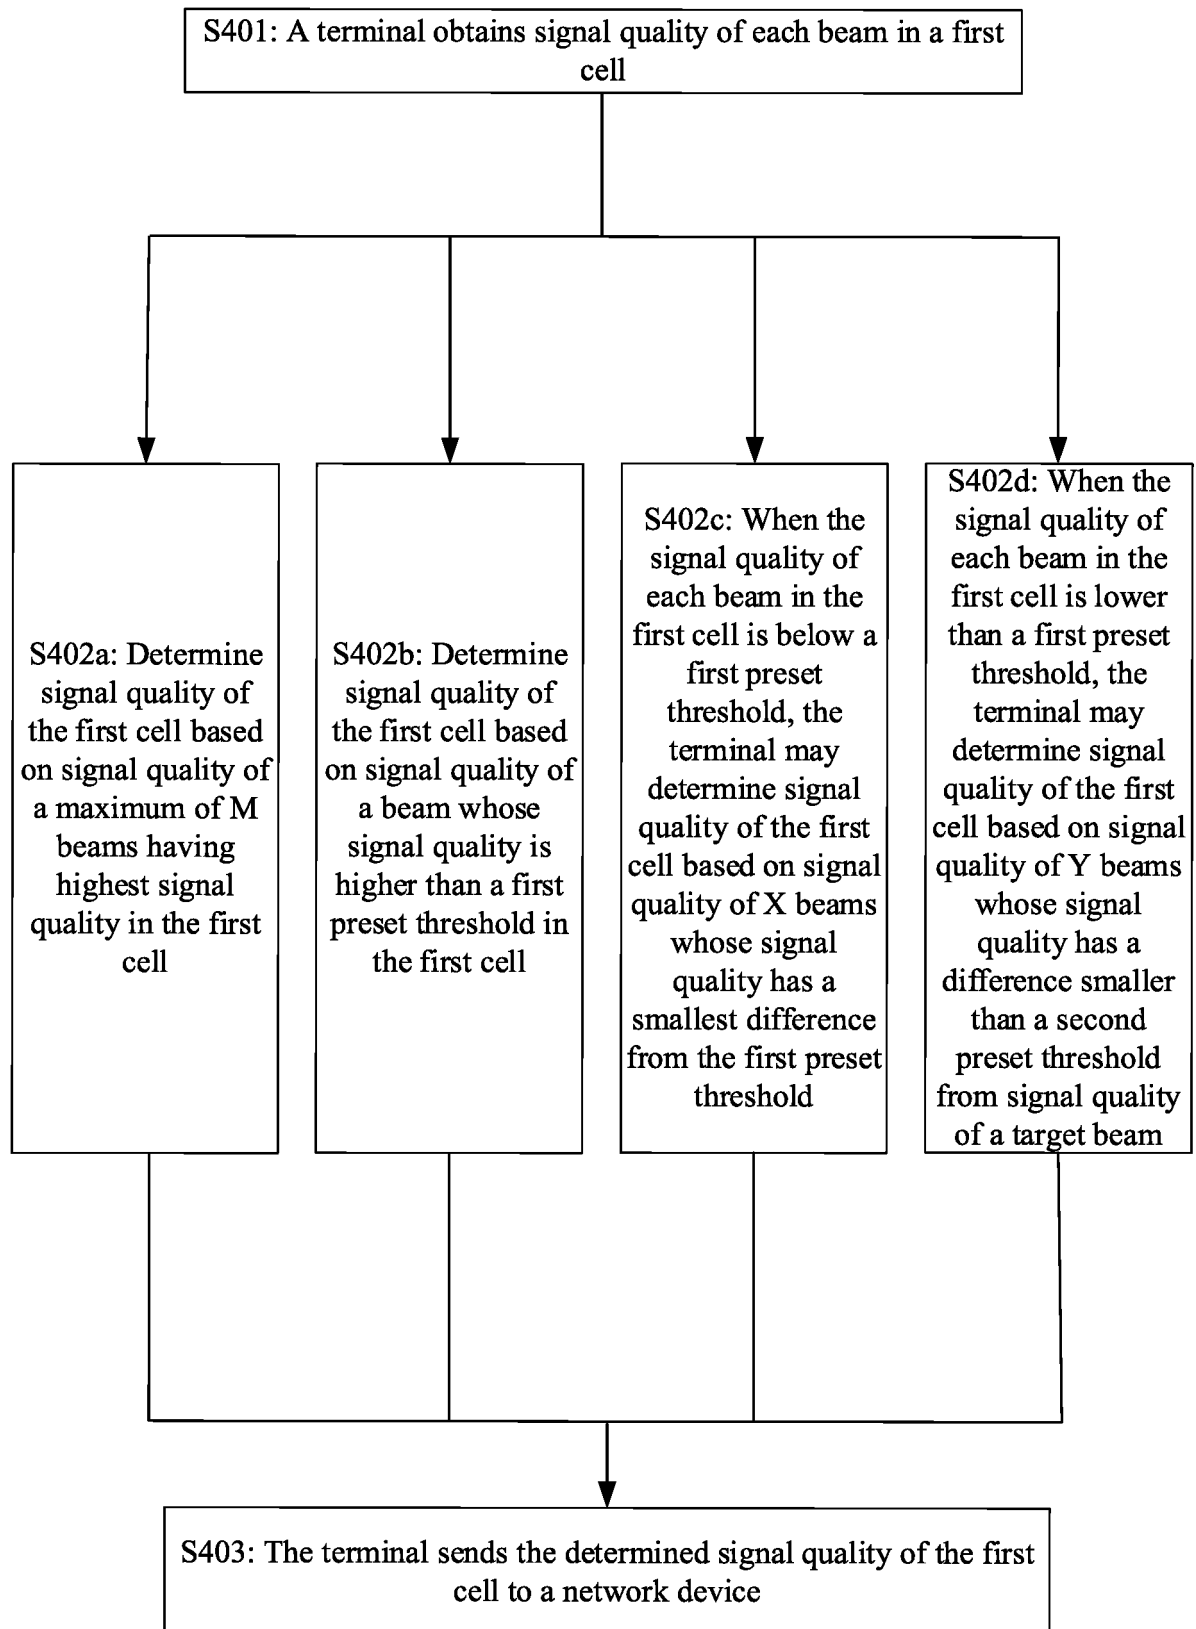 S401: A terminal obtains signal quality of each beam in a first
cell
S402a: Determine
signal quality of
the first cell based
on signal quality of
a maximum of M
beams having
highest signal
quality in the first
cell
S402b: Determine
signal quality of
the first cell based
on signal quality of
a beam whose
signal quality is
higher than a first
preset threshold in
the first cell
S402c: When the
signal quality of
each beam in the
first cell is below a
first preset
threshold, the
terminal may
determine signal
quality of the first
cell based on signal
quality of X beams
whose signal
quality has a
smallest difference
from the first preset
threshold
S402d: When the
signal quality of
each beam in the
first cell is lower
than a first preset
threshold, the
terminal may
determine signal
quality of the first
cell based on signal
quality of Y beams
whose signal
quality has a
difference smaller
than a second
preset threshold
from signal quality
of a target beam
S403: The terminal sends the determined signal quality of the first
cell to a network device